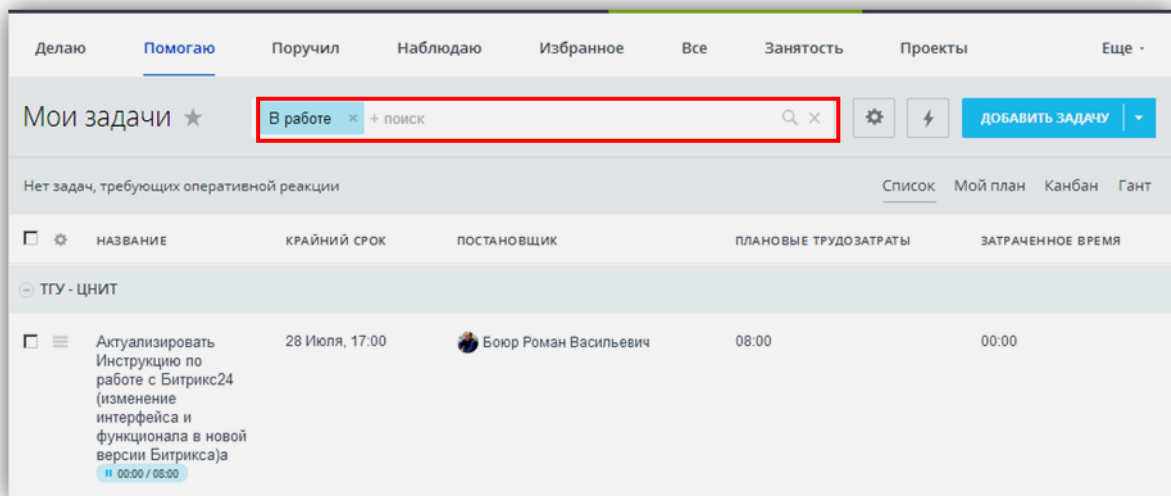 Делаю Помогаю Поручил Наблюдаю Избранное Все Занятость Проекты Еще
Мои задачи В работе × + поиск ДОБАВИТЬ ЗАДАЧУ
Нет задач, требующих оперативной реакции Список Мой план Канбан Гант
НАЗВАНИЕ КРАЙНИЙ СРОК ПОСТАНОВЩИК ПЛАНОВЫЕ ТРУДОЗАТРАТЫ ЗАТРАЧЕННОЕ ВРЕМЯ
ТГУ - ЦНИТ
Актуализировать 28 Июля, 17:00 Боюр Роман Васильевич 08:00 00:00
Инструкцию по
работе с Битрикс24
(изменение
интерфейса и
функционала в новой
версии Битрикса)а
00:00 / 08:00